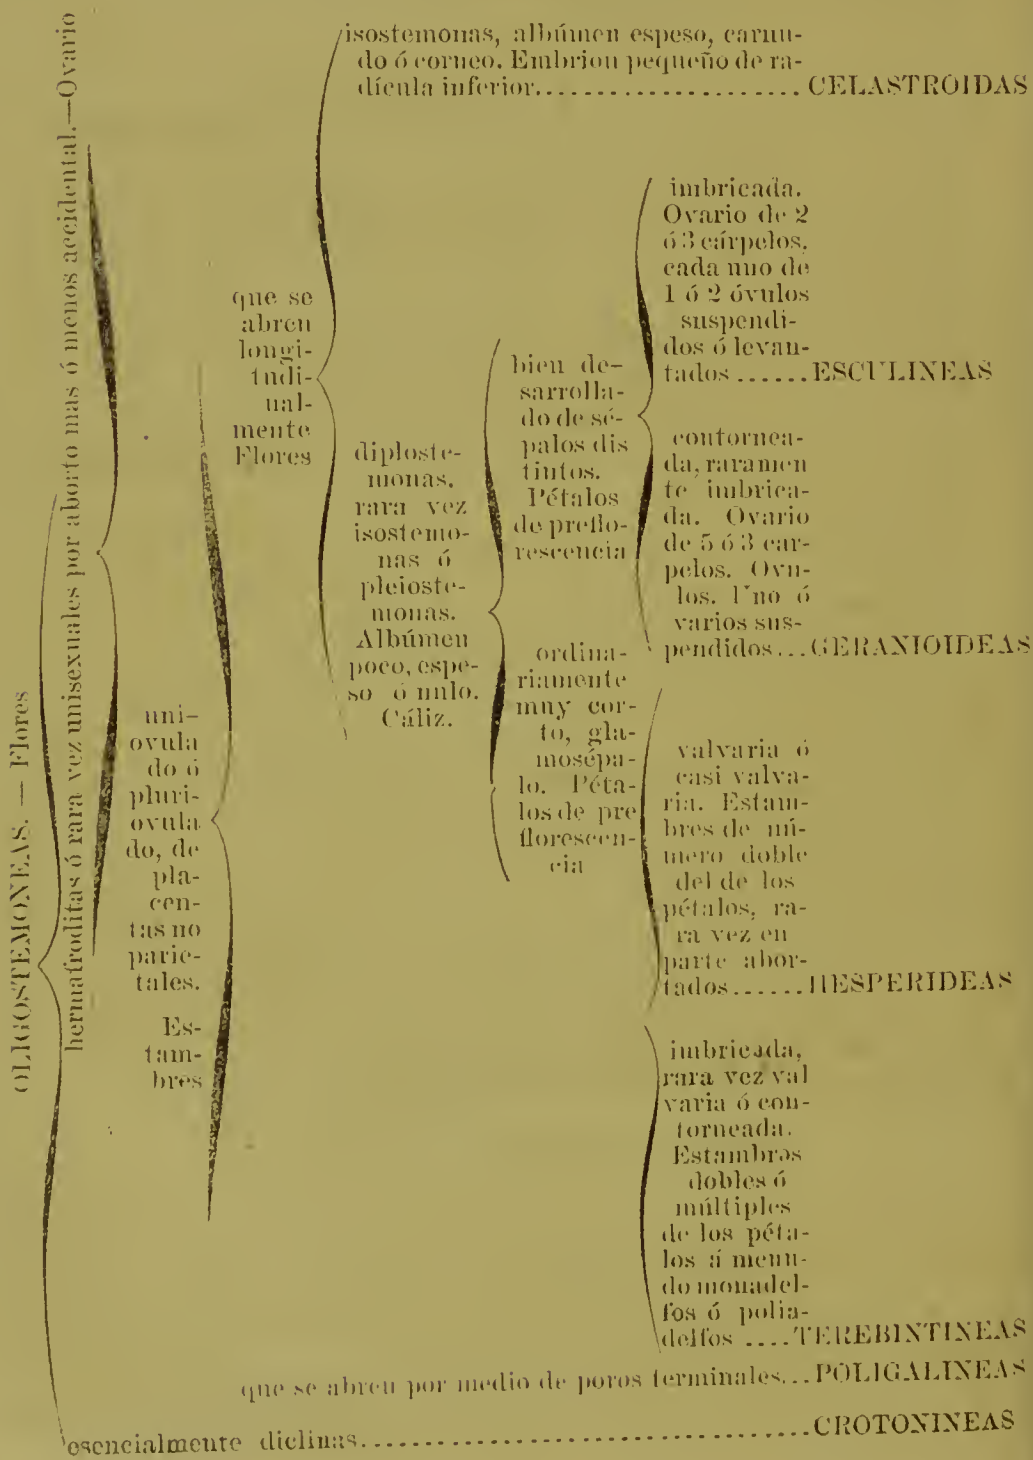 OLIGOSTEMONEAS. — Flores
hermafroditas ó rara vez unisexuales por aborto mas ó menos accidental.—Ovario
uni-
ovula
do ó
pluri-
ovula
do, de
pla-
cen-
tas no
parie-
tales.
Es-
tam-
bres
que se
abren
longi-
tudi-
nal-
mente
Flores
isostemonas, albúmen espeso, carnu-
do ó corneo. Embrion pequeño de ra-
dícula inferior...................... CELASTROIDAS
diploste-
monas,
rara vez
isostemo-
nas ó
pleioste-
monas.
Albúmen
poco, espe-
so ó nulo.
Cáliz.
bien de-
sarrolla-
do de sé-
palos dis
tintos.
Pétalos
de preflo-
rescencia
imbricada.
Ovario de 2
ó 3 cárpelos,
cada uno de
1 ó 2 óvulos
suspendi-
dos ó levan-
tados ......ESCULINEAS
contornea-
da, raramen
te imbrica-
da. Ovario
de 5 ó 3 car-
pelos. Ovu-
los. Uno ó
varios sus-
pendidos...GERANIOIDEAS
ordina-
riamente
muy cor-
to, gla-
mosépa-
lo. Péta-
los de pre
florescen-
cia
valvaria ó
casi valva-
ria. Estam-
bres de nú-
mero doble
del de los
pétalos, ra-
ra vez en
parte abor-
tados......HESPERIDEAS
imbricada,
rara vez val
varia ó con-
torneada.
Estambros
dobles ó
múltiples
de los péta-
los á menu-
do monadel-
fos ó polia-
delfos ....TEREBINTINEAS
que se abren por medio de poros terminales...POLIGALINEAS
esencialmente diclinas...................................CROTONINEAS